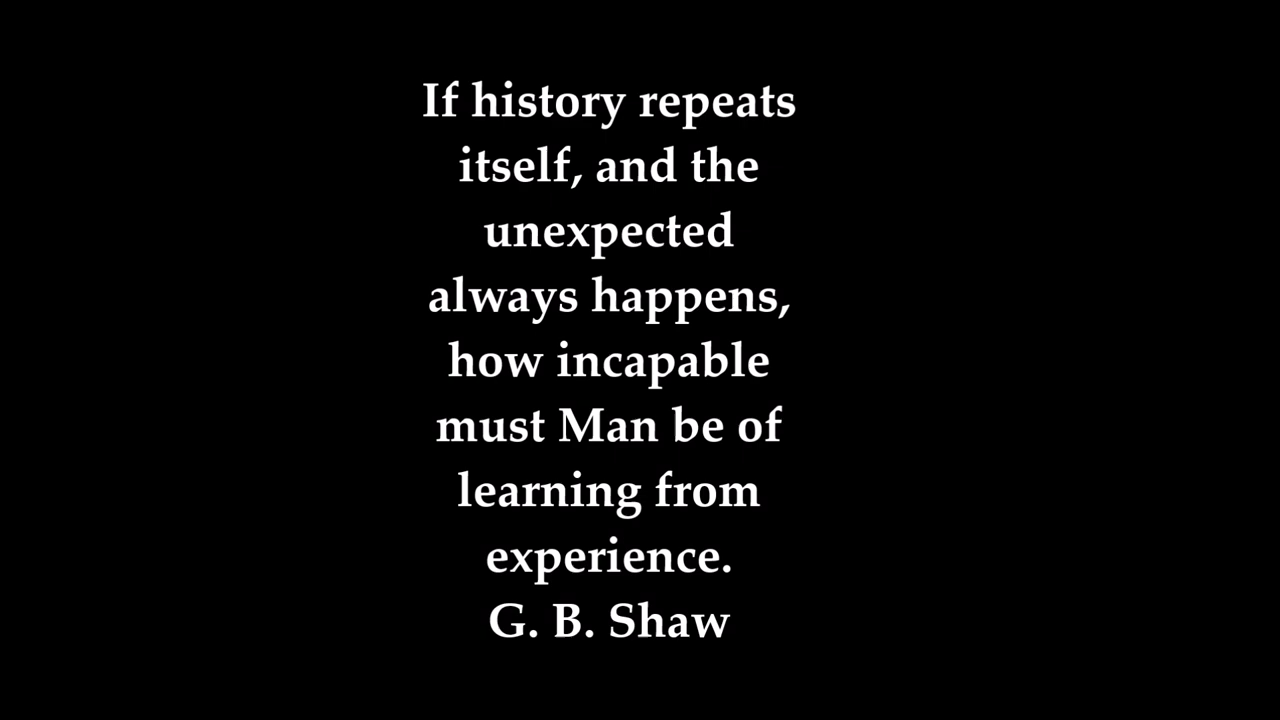 If history repeats
itself, and the
unexpected
always happens,
how incapable
must Man be of
learning from
experience.
G. B. Shaw